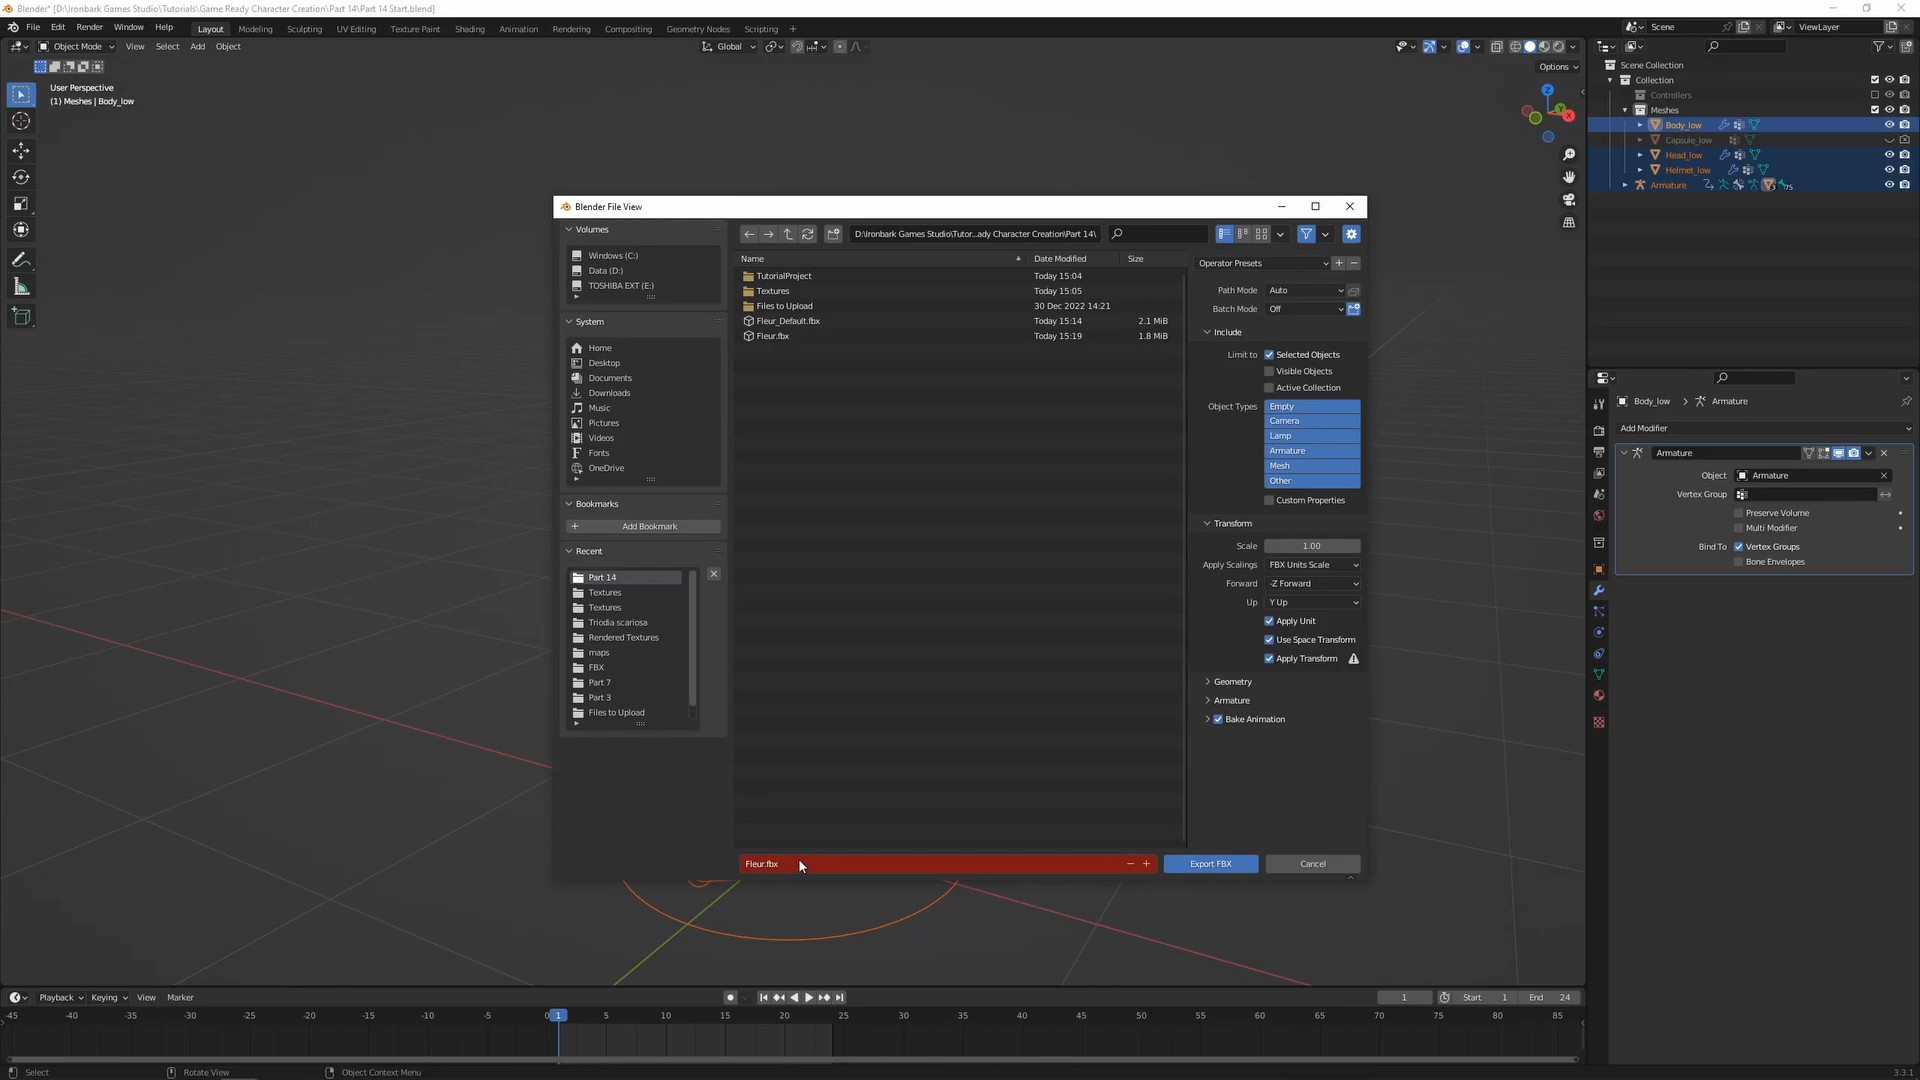 Blender* [D:\Ironbark Games Studio\Tutorials\Game Ready Character Creation\Part 14\Part 14 Start.blend]
File Edit Render Window Help Layout Modeling Sculpting UV Editing Texture Paint Shading Animation Rendering Compositing Geometry Nodes Scripting + Scene ViewLayer
Object Mode View Select Add Object Global
Options
User Perspective
(1) Meshes | Body_low
Z
Y
X
Scene Collection
Collection
Controllers
Meshes
Body_low
Capsule_low
Head_low
Helmet_low
Armature
Blender File View
Volumes
Windows (C:)
Data (D:)
TOSHIBA EXT (E:)
System
Home
Desktop
Documents
Downloads
Music
Pictures
Videos
Fonts
OneDrive
Bookmarks
+ Add Bookmark
Recent
Part 14
Textures
Textures
Triodia scariosa
Rendered Textures
maps
FBX
Part 7
Part 3
Files to Upload
D:\Ironbark Games Studio\Tutor...ady Character Creation\Part 14\
Name Date Modified Size
TutorialProject Today 15:04
Textures Today 15:05
Files to Upload 30 Dec 2022 14:21
Fleur_Default.fbx Today 15:14 2.1 MiB
Fleur.fbx Today 15:19 1.8 MiB
Operator Presets + −
Path Mode Auto
Batch Mode Off
Include
Limit to Selected Objects
Visible Objects
Active Collection
Object Types Empty
Camera
Lamp
Armature
Mesh
Other
Custom Properties
Transform
Scale 1.00
Apply Scalings FBX Units Scale
Forward -Z Forward
Up Y Up
Apply Unit
Use Space Transform
Apply Transform
Geometry
Armature
Bake Animation
Fleur.fbx − + Export FBX Cancel
Body_low > Armature
Add Modifier
Armature
Object Armature
Vertex Group
Preserve Volume
Multi Modifier
Bind To Vertex Groups
Bone Envelopes
Playback Keying View Marker 1 Start 1 End 24
-45 -40 -35 -30 -25 -20 -15 -10 -5 0 1 5 10 15 20 25 30 35 40 45 50 55 60 65 70 75 80 85
Select Rotate View Object Context Menu 3.3.1